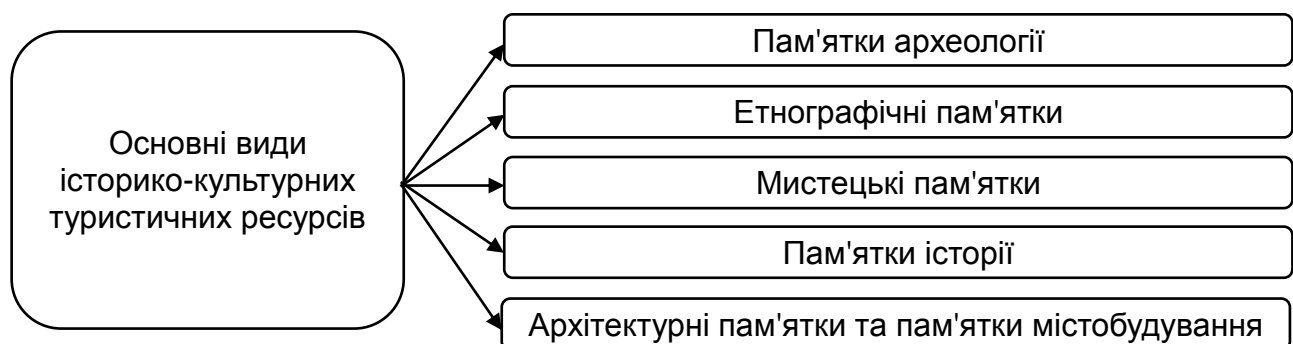 Основні види
історико-культурних
туристичних ресурсів
Пам'ятки археології
Етнографічні пам'ятки
Мистецькі пам'ятки
Пам'ятки історії
Архітектурні пам'ятки та пам'ятки містобудування